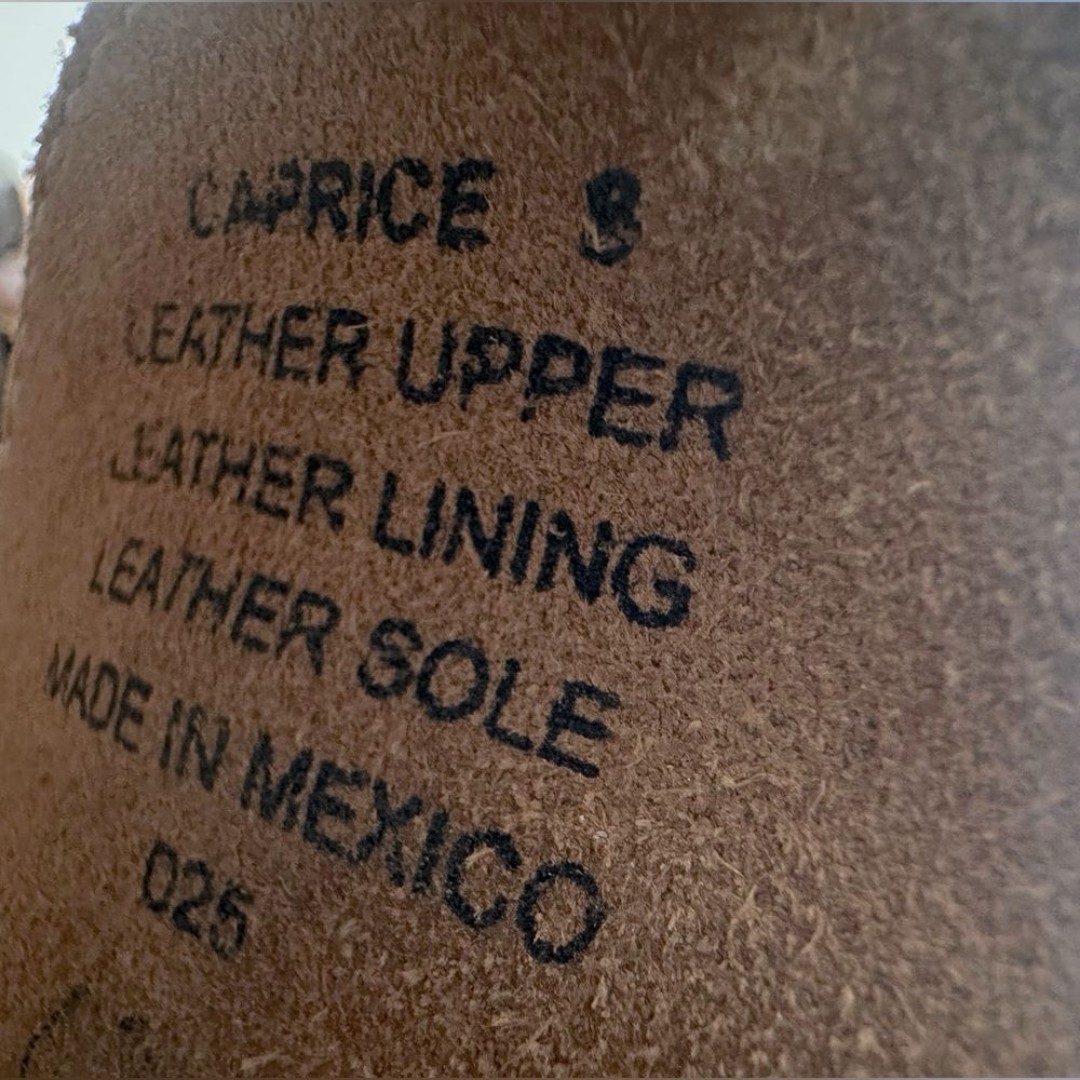 CAPRICE 8
LEATHER UPPER
LEATHER LINING
LEATHER SOLE
MADE IN MEXICO
025